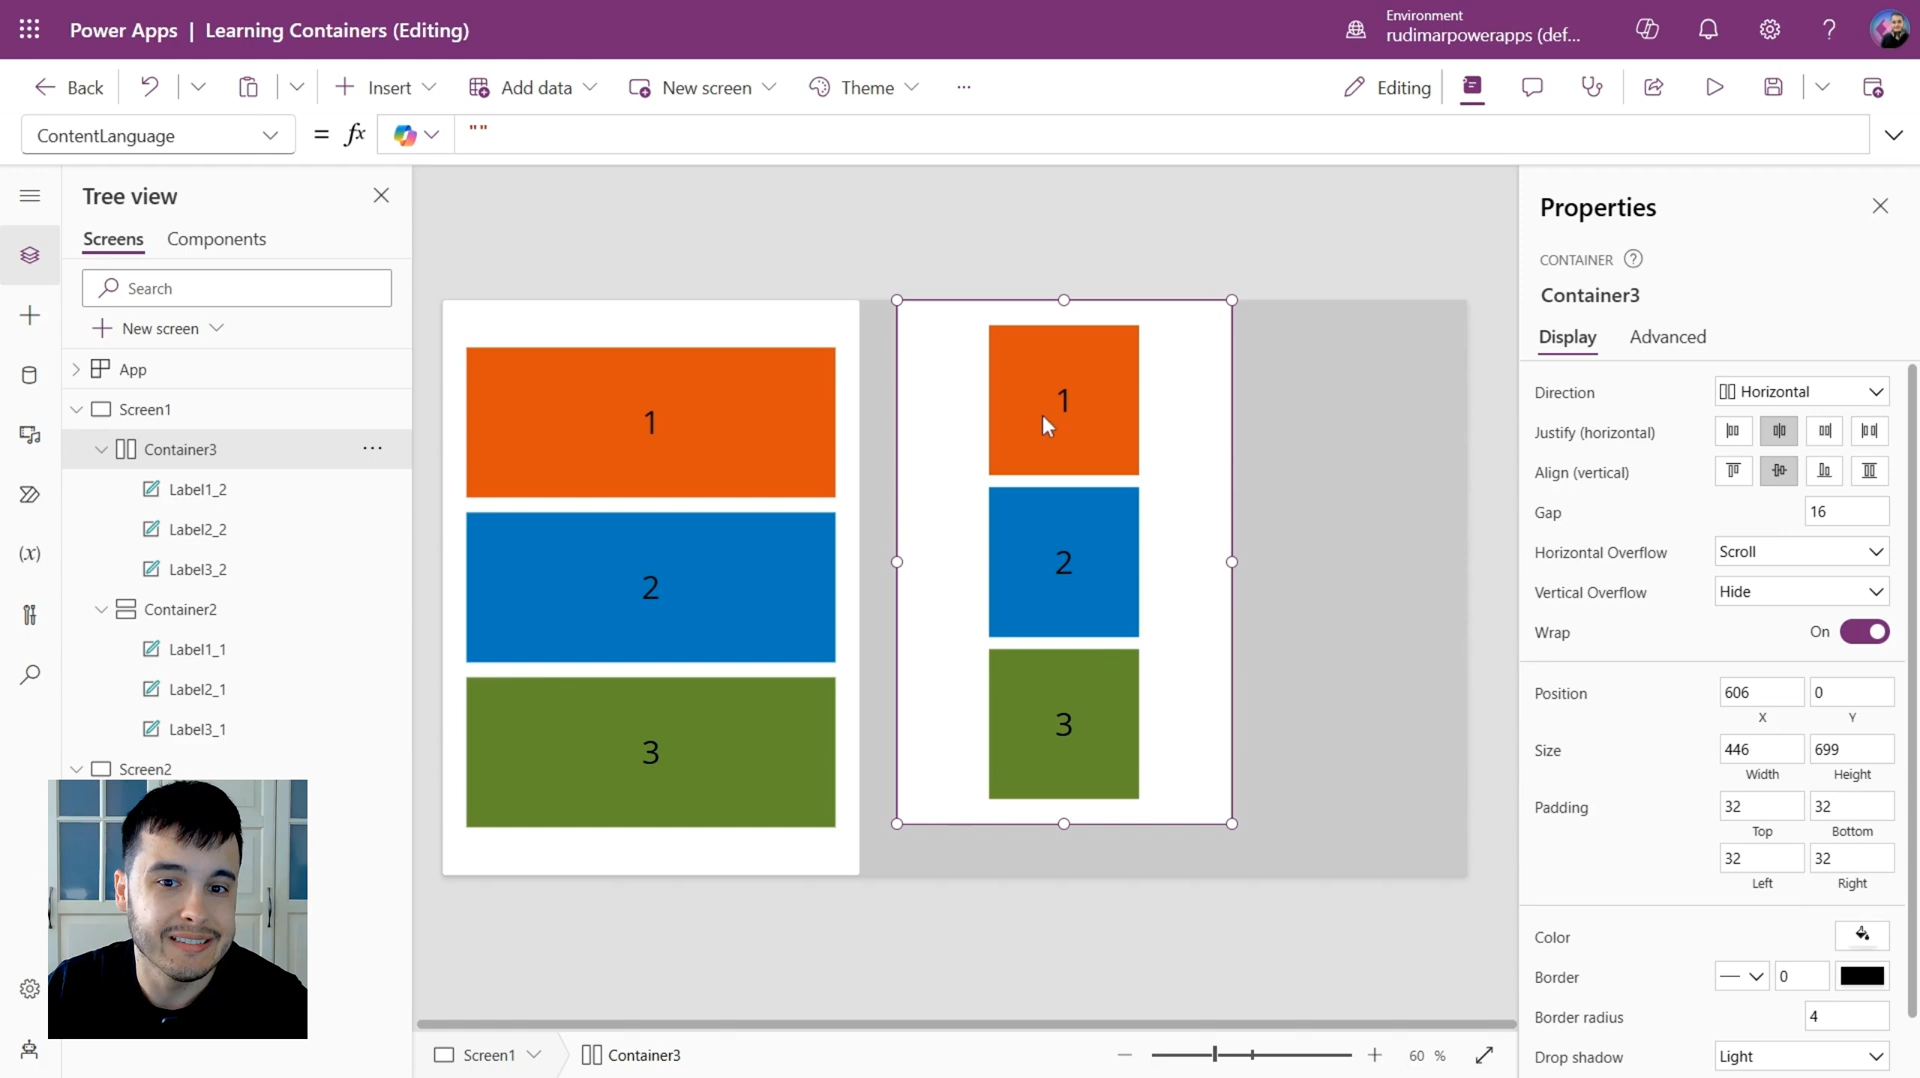 Power Apps | Learning Containers (Editing)
Environment
rudimarpowerapps (def...
Back
Insert
Add data
New screen
Theme
...
Editing
ContentLanguage
= fx
""
Tree view
Screens
Components
Search
New screen
App
Screen1
Container3
...
Label1_2
Label2_2
Label3_2
Container2
Label1_1
Label2_1
Label3_1
Screen2
(x)
1
2
3
1
2
3
Properties
CONTAINER
Container3
Display
Advanced
Direction
Horizontal
Justify (horizontal)
Align (vertical)
Gap
16
Horizontal Overflow
Scroll
Vertical Overflow
Hide
Wrap
On
Position
606
0
X
Y
Size
446
699
Width
Height
Padding
32
32
Top
Bottom
32
32
Left
Right
Color
Border
0
Border radius
4
Drop shadow
Light
Screen1
Container3
60 %